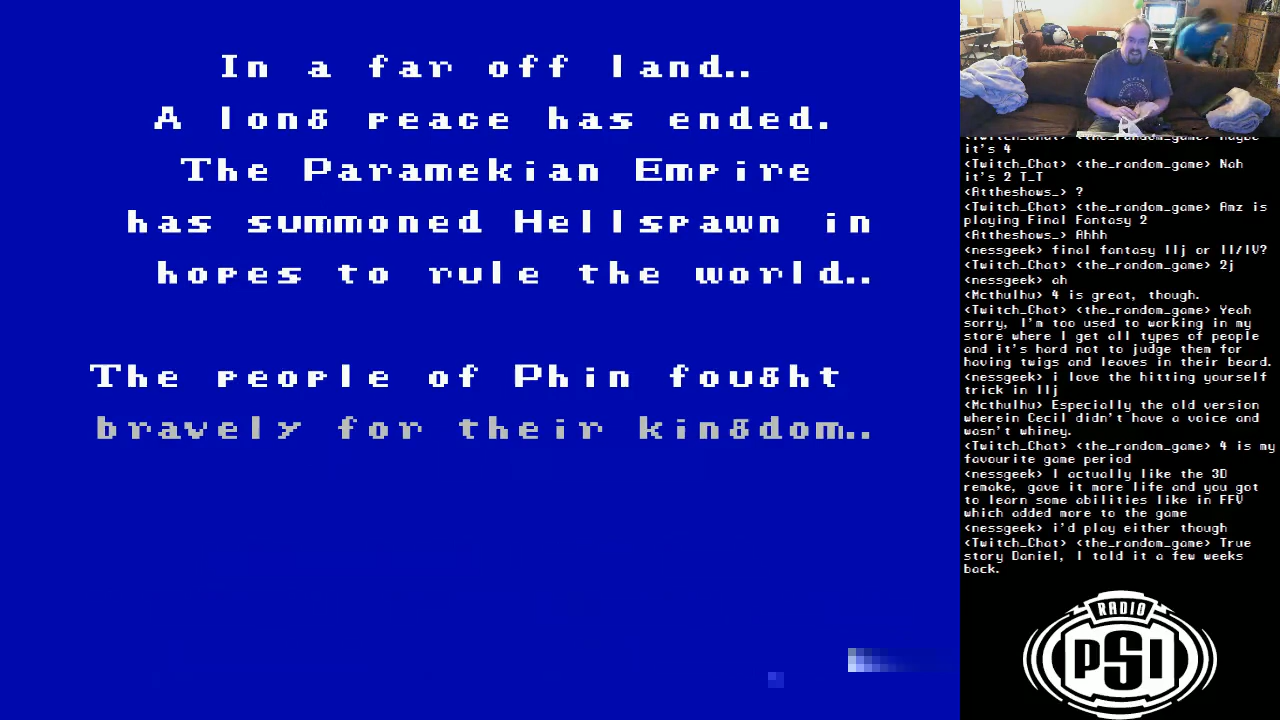 In a far off land..
A long peace has ended.
The Paramekian Empire
has summoned Hellspawn in
hopes to rule the world..
The people of Phin fought
bravely for their kingdom..
<Twitch_Chat> <the_random_game> Maybe
it's 4
<Twitch_Chat> <the_random_game> Nah
it's 2 T_T
<Attheshows_> ?
<Twitch_Chat> <the_random_game> Amz is
playing Final Fantasy 2
<Attheshows_> Ahhh
<nessgeek> final fantasy IIj or II/IV?
<Twitch_Chat> <the_random_game> 2j
<nessgeek> ah
<Mcthulhu> 4 is great, though.
<Twitch_Chat> <the_random_game> Yeah
sorry, I'm too used to working in my
store where I get all types of people
and it's hard not to judge them for
having twigs and leaves in their beard.
<nessgeek> i love the hitting yourself
trick in IIj
<Mcthulhu> Especially the old version
wherein Cecil didn't have a voice and
wasn't whiney.
<Twitch_Chat> <the_random_game> 4 is my
favourite game period
<nessgeek> I actually like the 3D
remake, gave it more life and you got
to learn some abilities like in FFV
which added more to the game
<nessgeek> i'd play either though
<Twitch_Chat> <the_random_game> True
story Daniel, I told it a few weeks
back.
RADIO
PSI